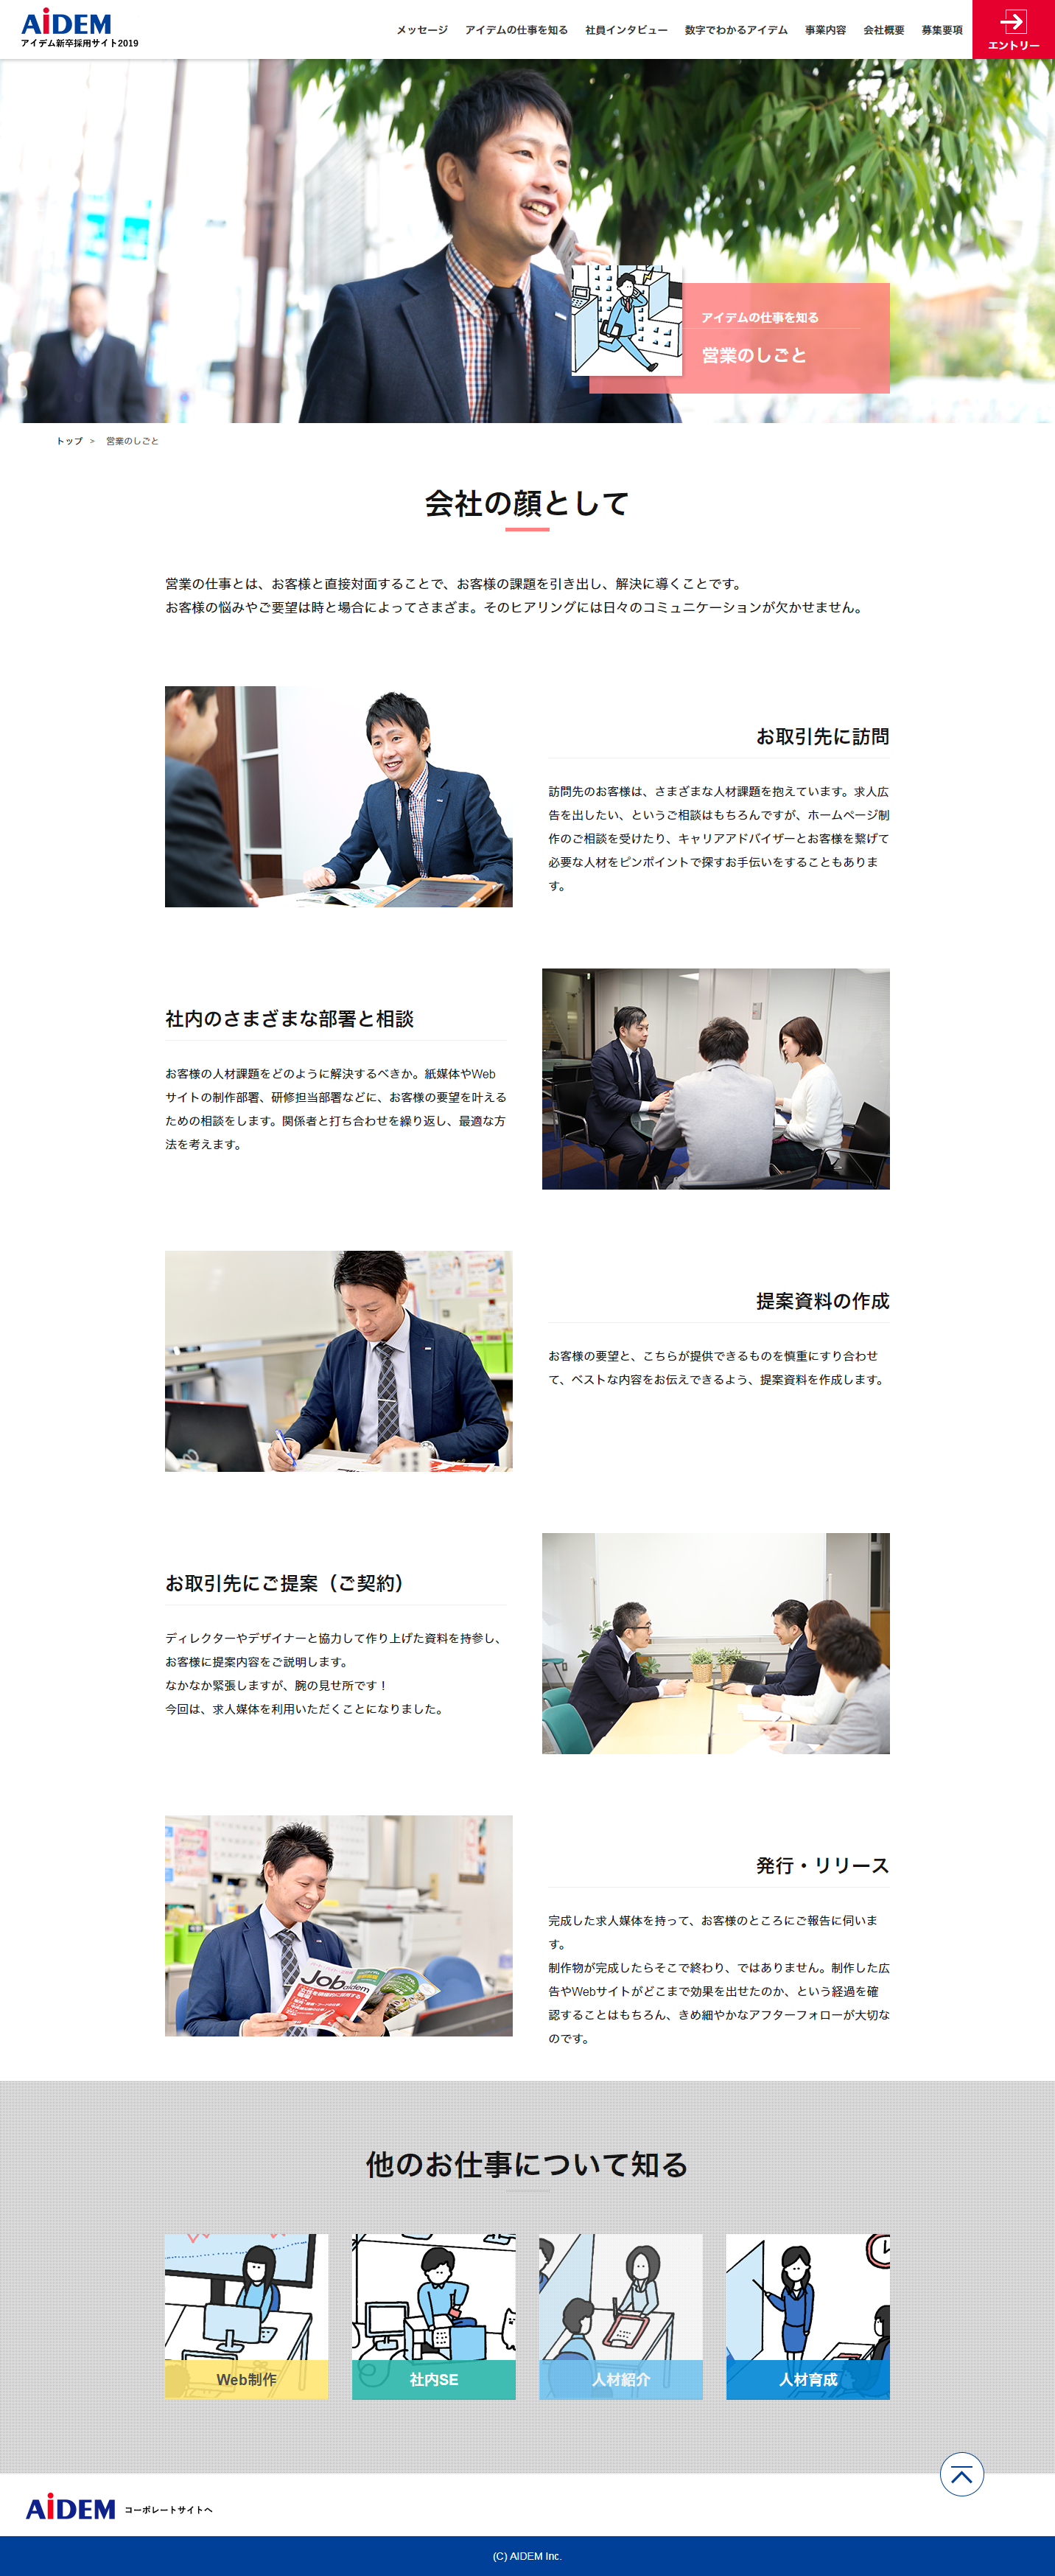 AiDEM
アイデム新卒採用サイト2019
メッセージ
アイデムの仕事を知る
社員インタビュー
数字でわかるアイデム
事業内容
会社概要
募集要項
エントリー
アイデムの仕事を知る
営業のしごと
トップ > 営業のしごと
会社の顔として
営業の仕事とは、お客様と直接対面することで、お客様の課題を引き出し、解決に導くことです。
お客様の悩みやご要望は時と場合によってさまざま。そのヒアリングには日々のコミュニケーションが欠かせません。
お取引先に訪問
訪問先のお客様は、さまざまな人材課題を抱えています。求人広
告を出したい、というご相談はもちろんですが、ホームページ制
作のご相談を受けたり、キャリアアドバイザーとお客様を繋げて
必要な人材をピンポイントで探すお手伝いをすることもありま
す。
社内のさまざまな部署と相談
お客様の人材課題をどのように解決するべきか。紙媒体やWeb
サイトの制作部署、研修担当部署などに、お客様の要望を叶える
ための相談をします。関係者と打ち合わせを繰り返し、最適な方
法を考えます。
提案資料の作成
お客様の要望と、こちらが提供できるものを慎重にすり合わせ
て、ベストな内容をお伝えできるよう、提案資料を作成します。
お取引先にご提案（ご契約）
ディレクターやデザイナーと協力して作り上げた資料を持参し、
お客様に提案内容をご説明します。
なかなか緊張しますが、腕の見せ所です！
今回は、求人媒体を利用いただくことになりました。
Job aidem
発行・リリース
完成した求人媒体を持って、お客様のところにご報告に伺いま
す。
制作物が完成したらそこで終わり、ではありません。制作した広
告やWebサイトがどこまで効果を出せたのか、という経過を確
認することはもちろん、きめ細やかなアフターフォローが大切な
のです。
他のお仕事について知る
Web制作
社内SE
人材紹介
人材育成
AiDEM コーポレートサイトへ
(C) AIDEM Inc.